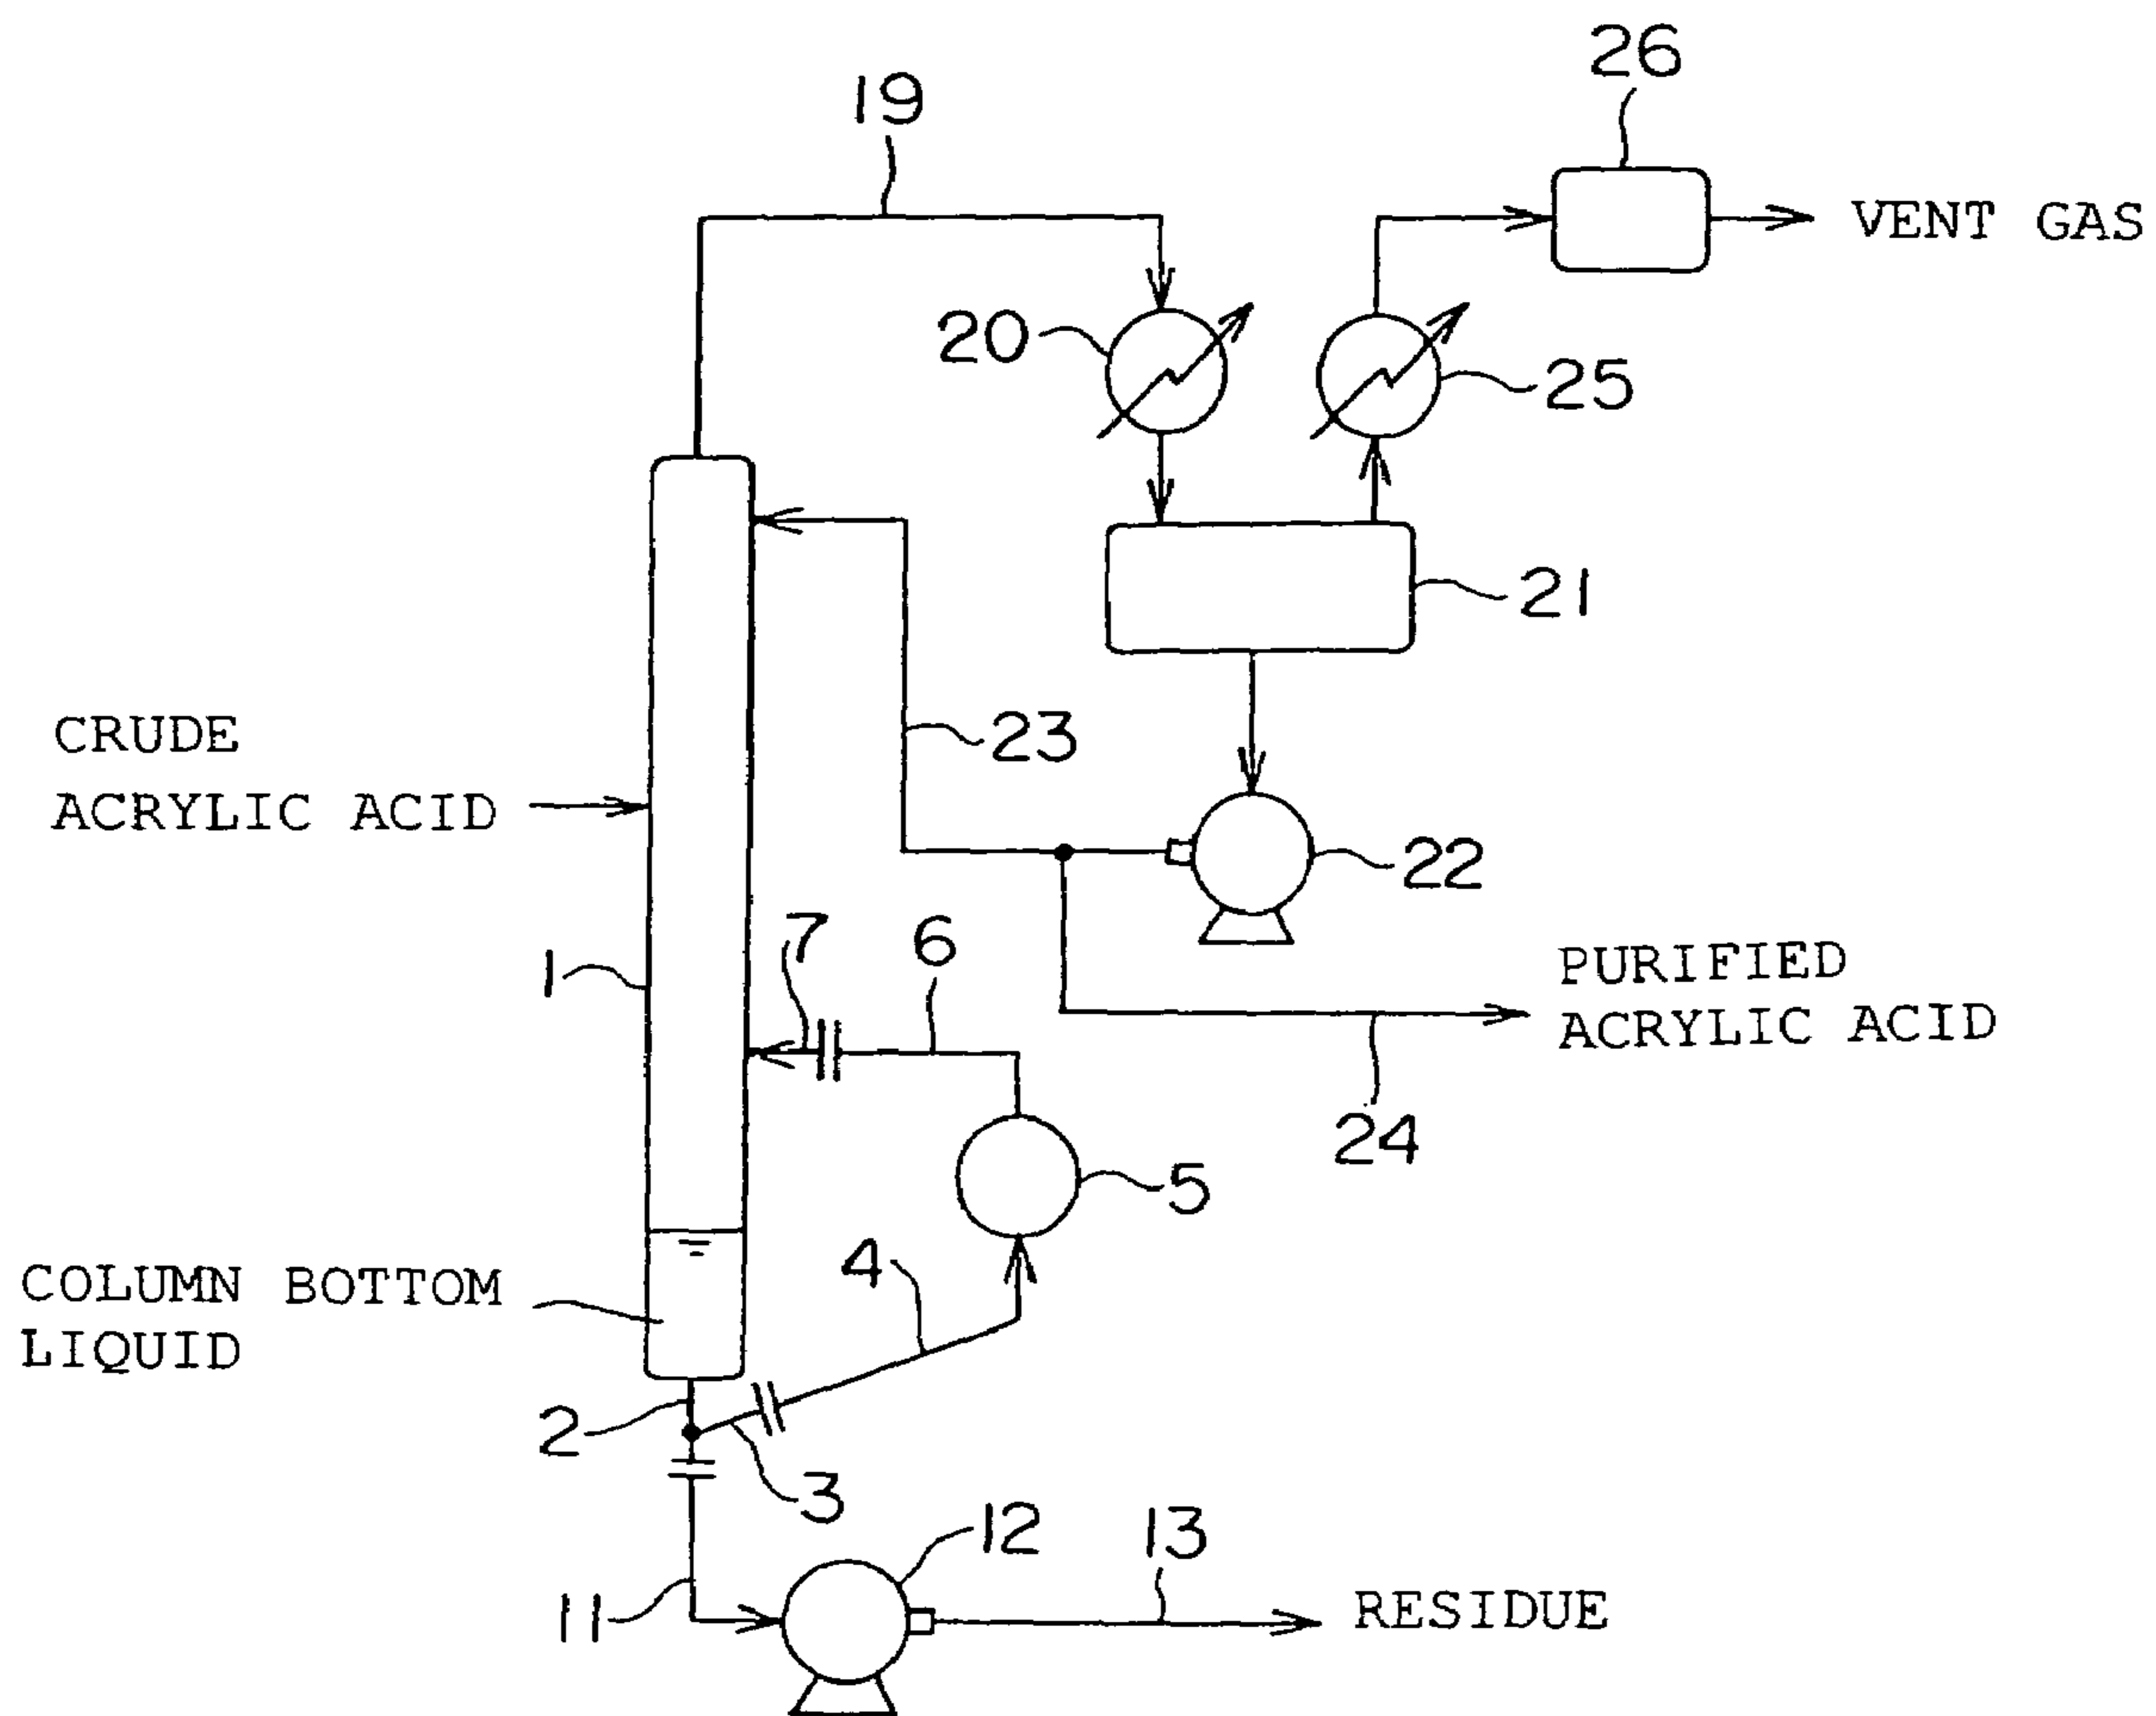 26
19
VENT GAS
20
25
21
CRUDE
ACRYLIC ACID
23
22
7
6
1
PURIFIED
ACRYLIC ACID
24
5
4
COLUMN BOTTOM
LIQUID
2
3
12
13
11
RESIDUE